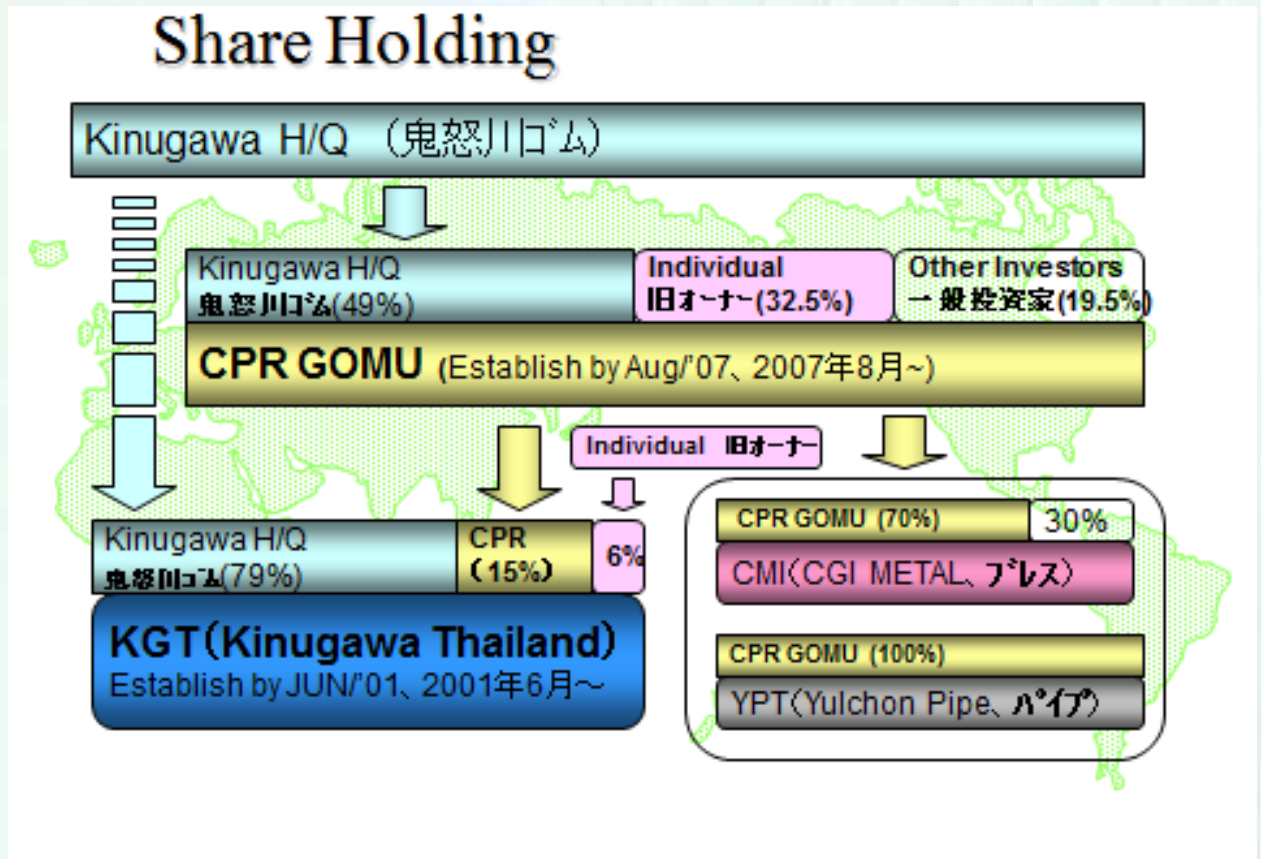 Share Holding
Kinugawa H/Q （鬼怒川ｺﾞﾑ）
Kinugawa H/Q
鬼怒川ｺﾞﾑ(49%)
Individual
旧ｵｰﾅｰ(32.5%)
Other Investors
一般投資家(19.5%)
CPR GOMU (Establish by Aug/'07、2007年8月~)
Individual 旧ｵｰﾅｰ
Kinugawa H/Q
鬼怒川ｺﾞﾑ(79%)
CPR
（15%）
6%
KGT（Kinugawa Thailand）
Establish by JUN/'01、2001年6月～
CPR GOMU (70%)
30%
CMI（CGI METAL、ﾌﾟﾚｽ）
CPR GOMU (100%)
YPT（Yulchon Pipe、ﾊﾟｲﾌﾟ）